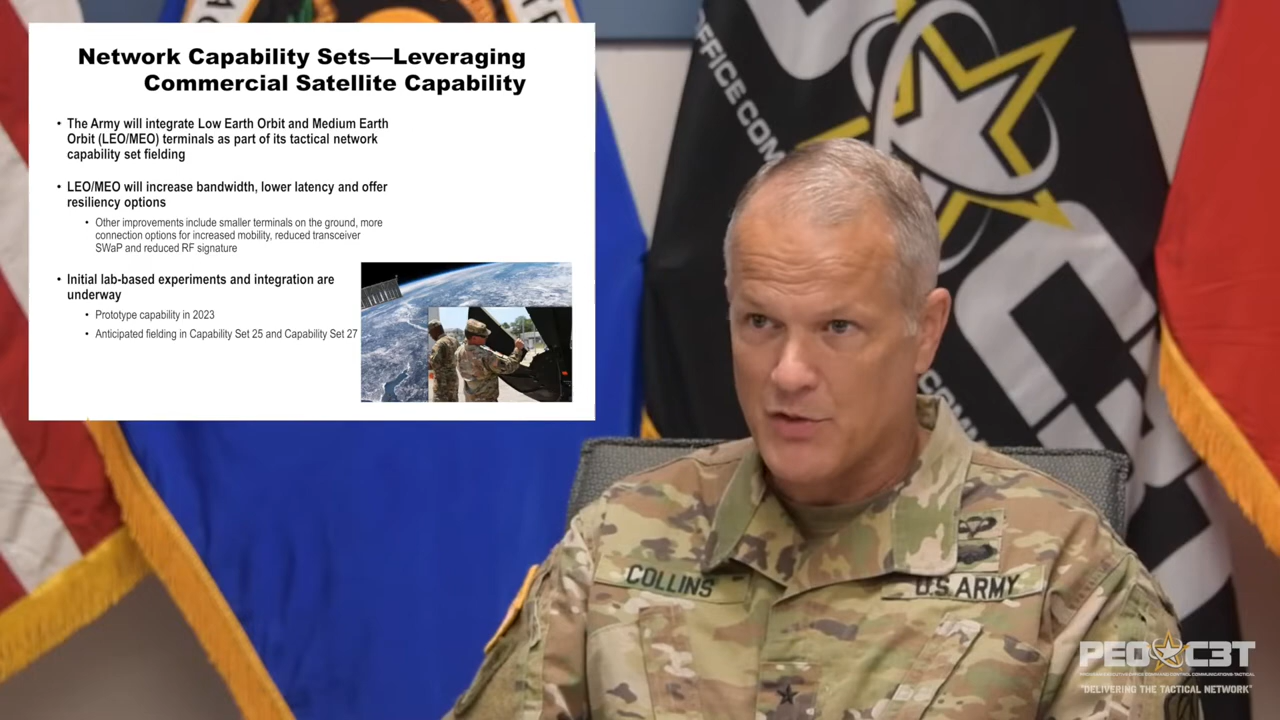 Network Capability Sets—Leveraging
Commercial Satellite Capability
• The Army will integrate Low Earth Orbit and Medium Earth
Orbit (LEO/MEO) terminals as part of its tactical network
capability set fielding
• LEO/MEO will increase bandwidth, lower latency and offer
resiliency options
• Other improvements include smaller terminals on the ground, more
connection options for increased mobility, reduced transceiver
SWaP and reduced RF signature
• Initial lab-based experiments and integration are
underway
• Prototype capability in 2023
• Anticipated fielding in Capability Set 25 and Capability Set 27
COLLINS
U.S. ARMY
PEO C3T
"DELIVERING THE TACTICAL NETWORK"